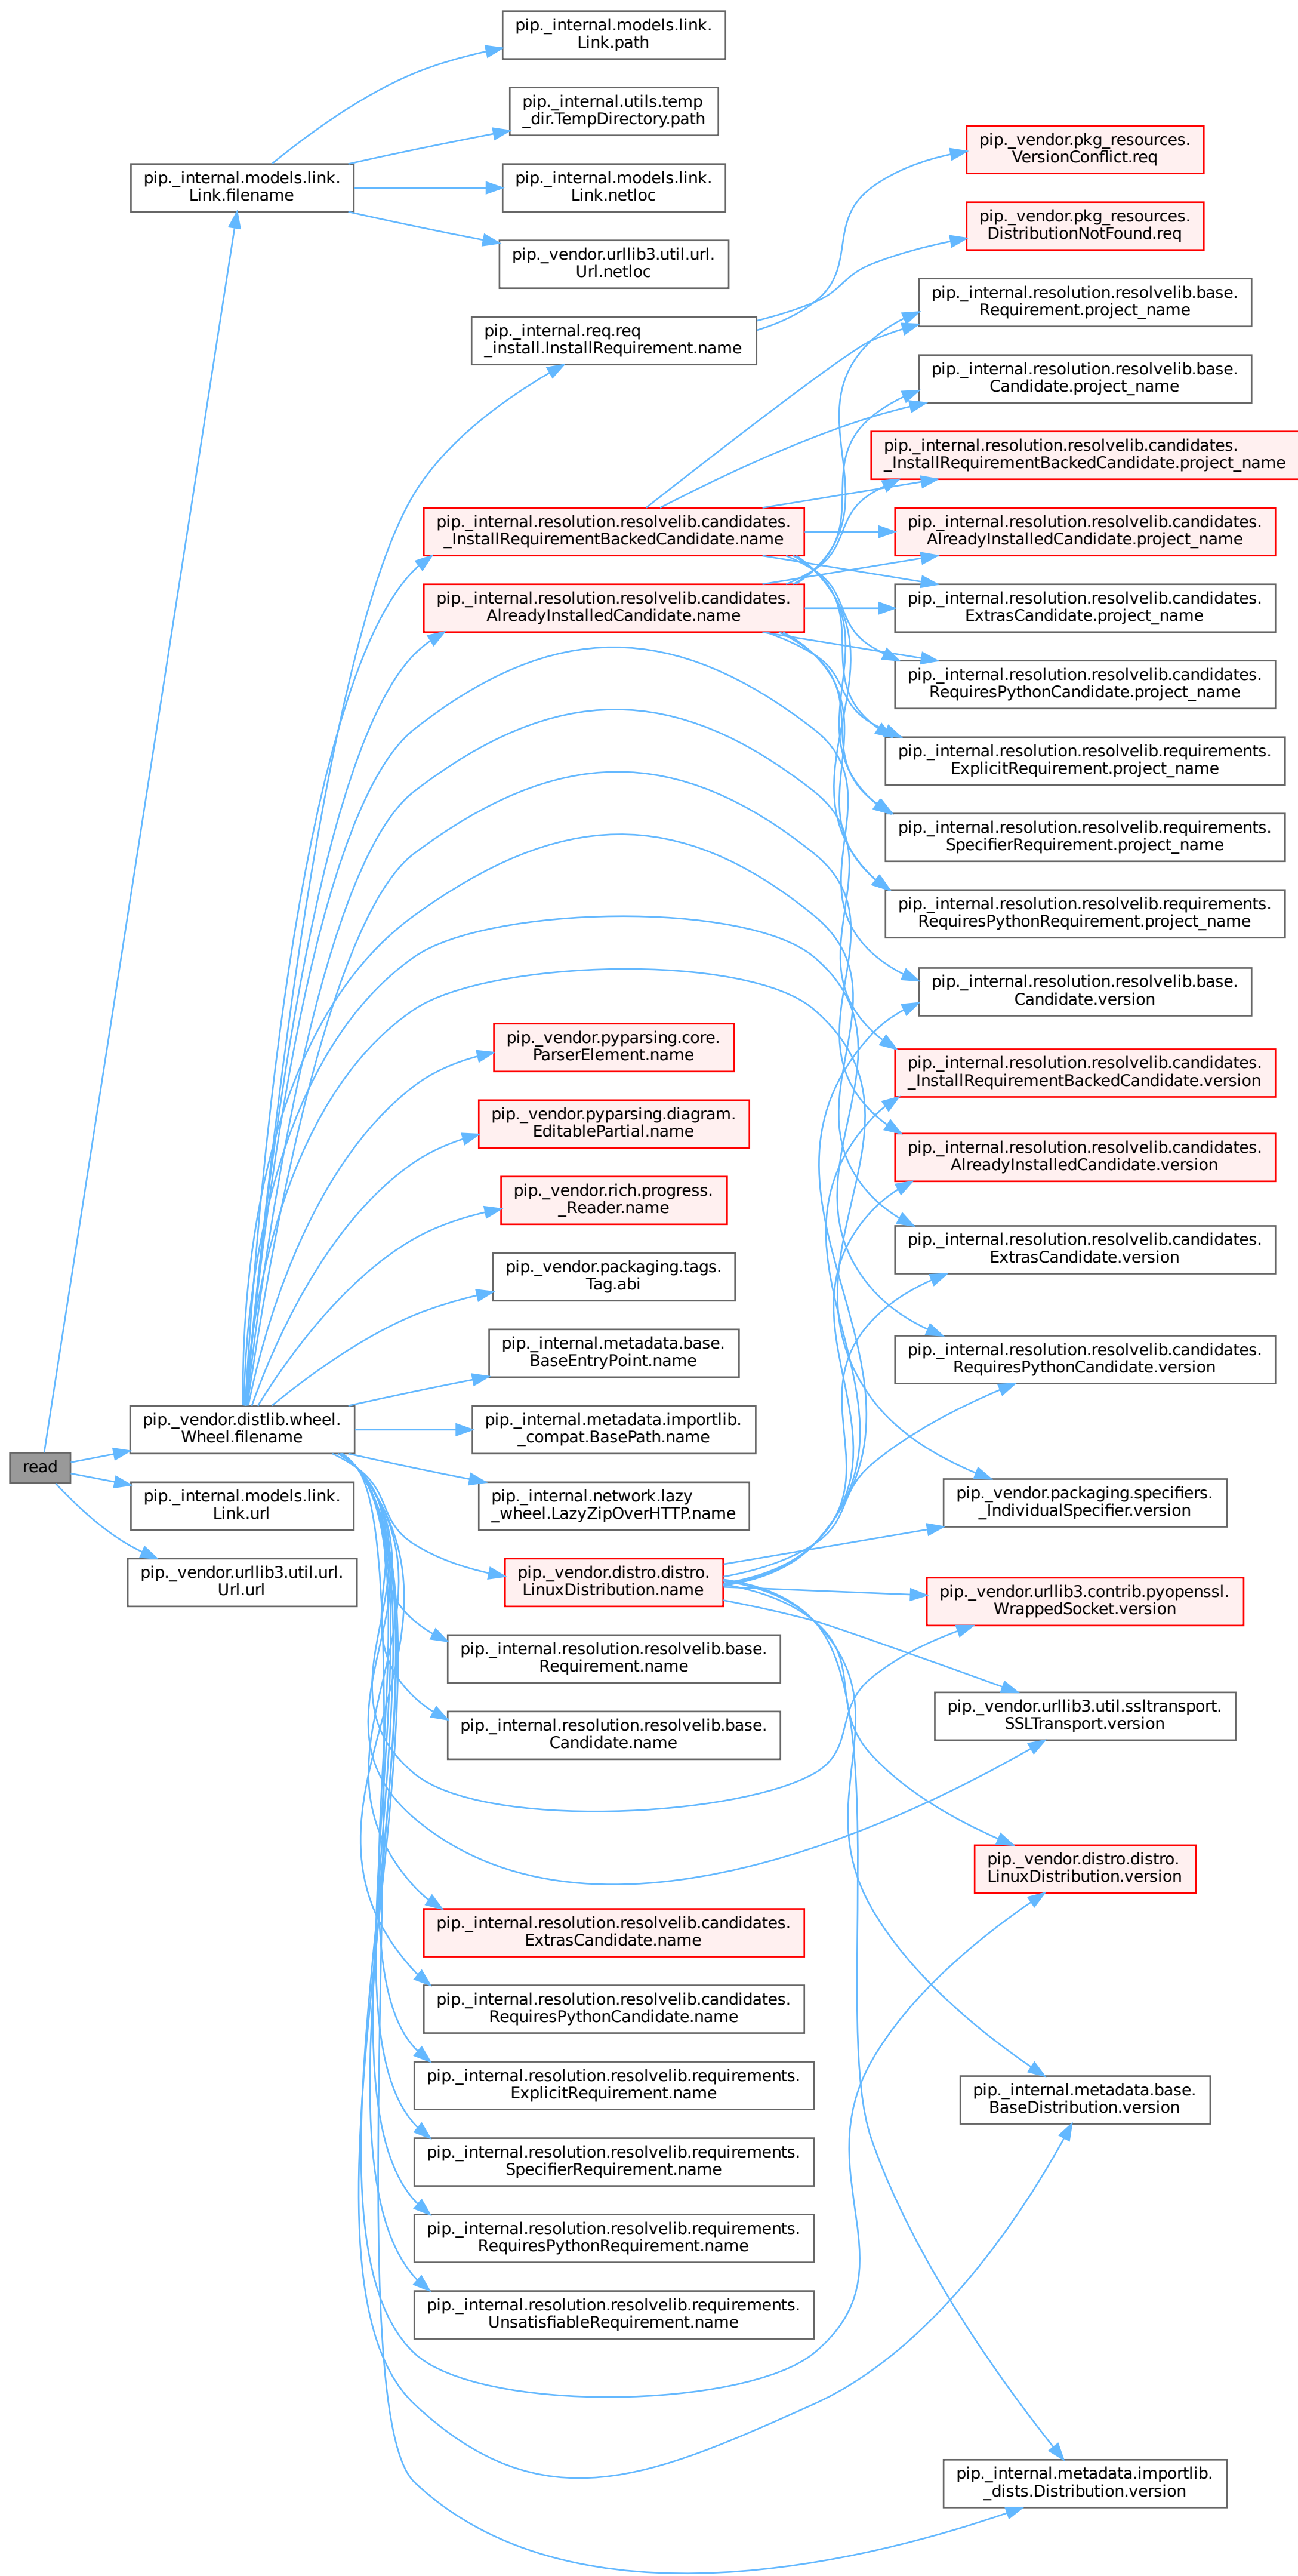 pip._internal.models.link.
Link.path
pip._internal.utils.temp
_dir.TempDirectory.path
pip._internal.models.link.
Link.filename
pip._internal.models.link.
Link.netloc
pip._vendor.urllib3.util.url.
Url.netloc
pip._internal.req.req
_install.InstallRequirement.name
pip._vendor.pkg_resources.
VersionConflict.req
pip._vendor.pkg_resources.
DistributionNotFound.req
pip._internal.resolution.resolvelib.base.
Requirement.project_name
pip._internal.resolution.resolvelib.base.
Candidate.project_name
pip._internal.resolution.resolvelib.candidates.
_InstallRequirementBackedCandidate.project_name
pip._internal.resolution.resolvelib.candidates.
_InstallRequirementBackedCandidate.name
pip._internal.resolution.resolvelib.candidates.
AlreadyInstalledCandidate.project_name
pip._internal.resolution.resolvelib.candidates.
AlreadyInstalledCandidate.name
pip._internal.resolution.resolvelib.candidates.
ExtrasCandidate.project_name
pip._internal.resolution.resolvelib.candidates.
RequiresPythonCandidate.project_name
pip._internal.resolution.resolvelib.requirements.
ExplicitRequirement.project_name
pip._internal.resolution.resolvelib.requirements.
SpecifierRequirement.project_name
pip._internal.resolution.resolvelib.requirements.
RequiresPythonRequirement.project_name
pip._internal.resolution.resolvelib.base.
Candidate.version
pip._vendor.pyparsing.core.
ParserElement.name
pip._internal.resolution.resolvelib.candidates.
_InstallRequirementBackedCandidate.version
pip._vendor.pyparsing.diagram.
EditablePartial.name
pip._internal.resolution.resolvelib.candidates.
AlreadyInstalledCandidate.version
pip._vendor.rich.progress.
_Reader.name
pip._internal.resolution.resolvelib.candidates.
ExtrasCandidate.version
pip._vendor.packaging.tags.
Tag.abi
pip._internal.metadata.base.
BaseEntryPoint.name
pip._internal.resolution.resolvelib.candidates.
RequiresPythonCandidate.version
pip._vendor.distlib.wheel.
Wheel.filename
pip._internal.metadata.importlib.
_compat.BasePath.name
read
pip._internal.models.link.
Link.url
pip._internal.network.lazy
_wheel.LazyZipOverHTTP.name
pip._vendor.packaging.specifiers.
_IndividualSpecifier.version
pip._vendor.urllib3.util.url.
Url.url
pip._vendor.distro.distro.
LinuxDistribution.name
pip._vendor.urllib3.contrib.pyopenssl.
WrappedSocket.version
pip._internal.resolution.resolvelib.base.
Requirement.name
pip._internal.resolution.resolvelib.base.
Candidate.name
pip._vendor.urllib3.util.ssltransport.
SSLTransport.version
pip._vendor.distro.distro.
LinuxDistribution.version
pip._internal.resolution.resolvelib.candidates.
ExtrasCandidate.name
pip._internal.resolution.resolvelib.candidates.
RequiresPythonCandidate.name
pip._internal.resolution.resolvelib.requirements.
ExplicitRequirement.name
pip._internal.metadata.base.
BaseDistribution.version
pip._internal.resolution.resolvelib.requirements.
SpecifierRequirement.name
pip._internal.resolution.resolvelib.requirements.
RequiresPythonRequirement.name
pip._internal.resolution.resolvelib.requirements.
UnsatisfiableRequirement.name
pip._internal.metadata.importlib.
_dists.Distribution.version